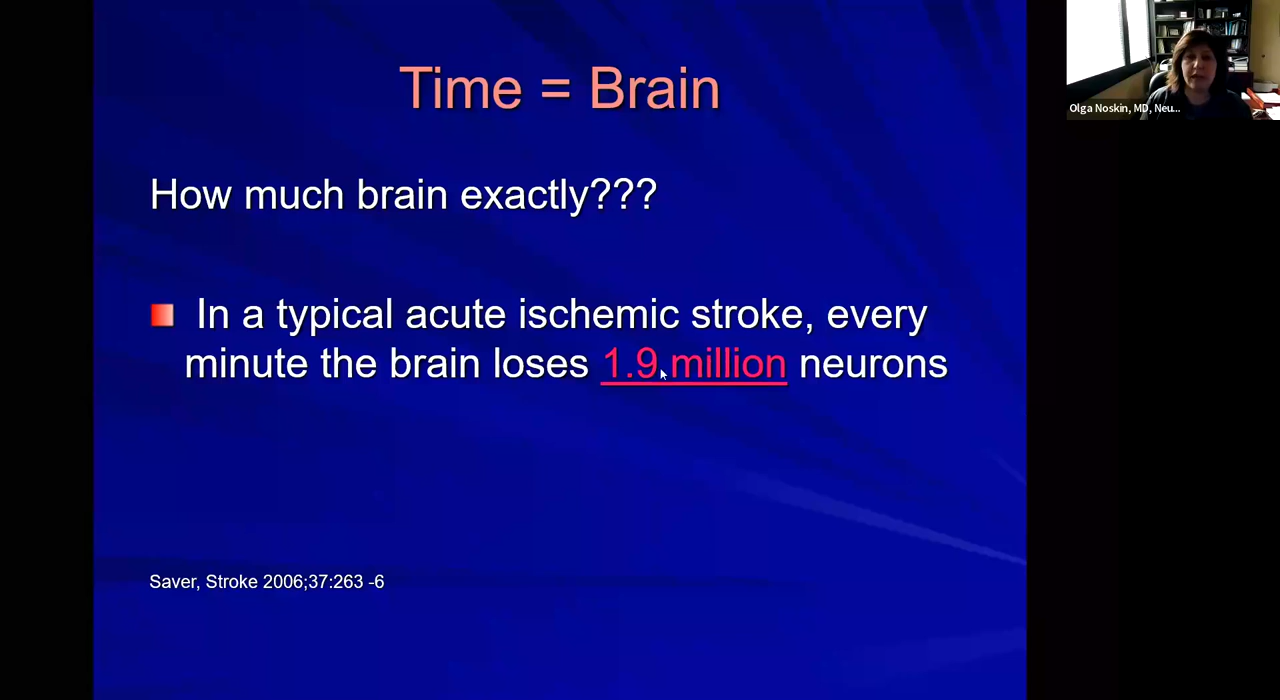 Time = Brain
How much brain exactly???
In a typical acute ischemic stroke, every
minute the brain loses 1.9 million neurons
Saver, Stroke 2006;37:263 -6
Olga Noskin, MD, Neu...